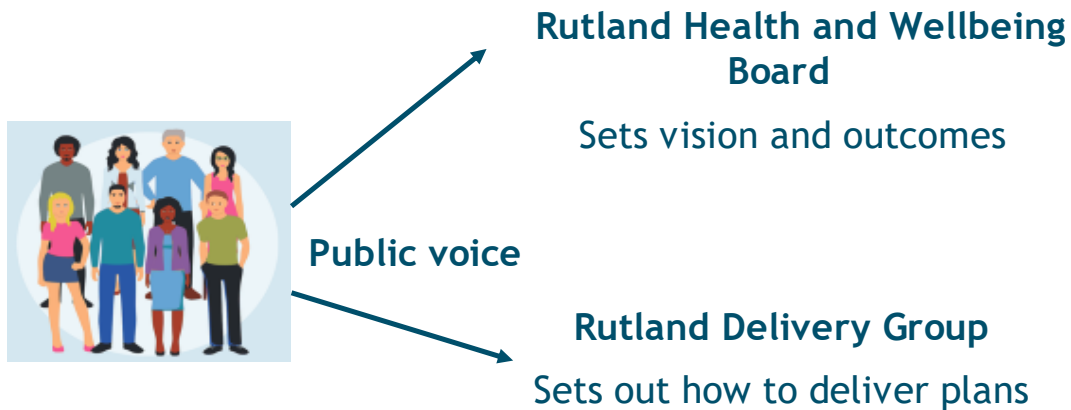 Rutland Health and Wellbeing
Board
Sets vision and outcomes
Public voice
Rutland Delivery Group
Sets out how to deliver plans